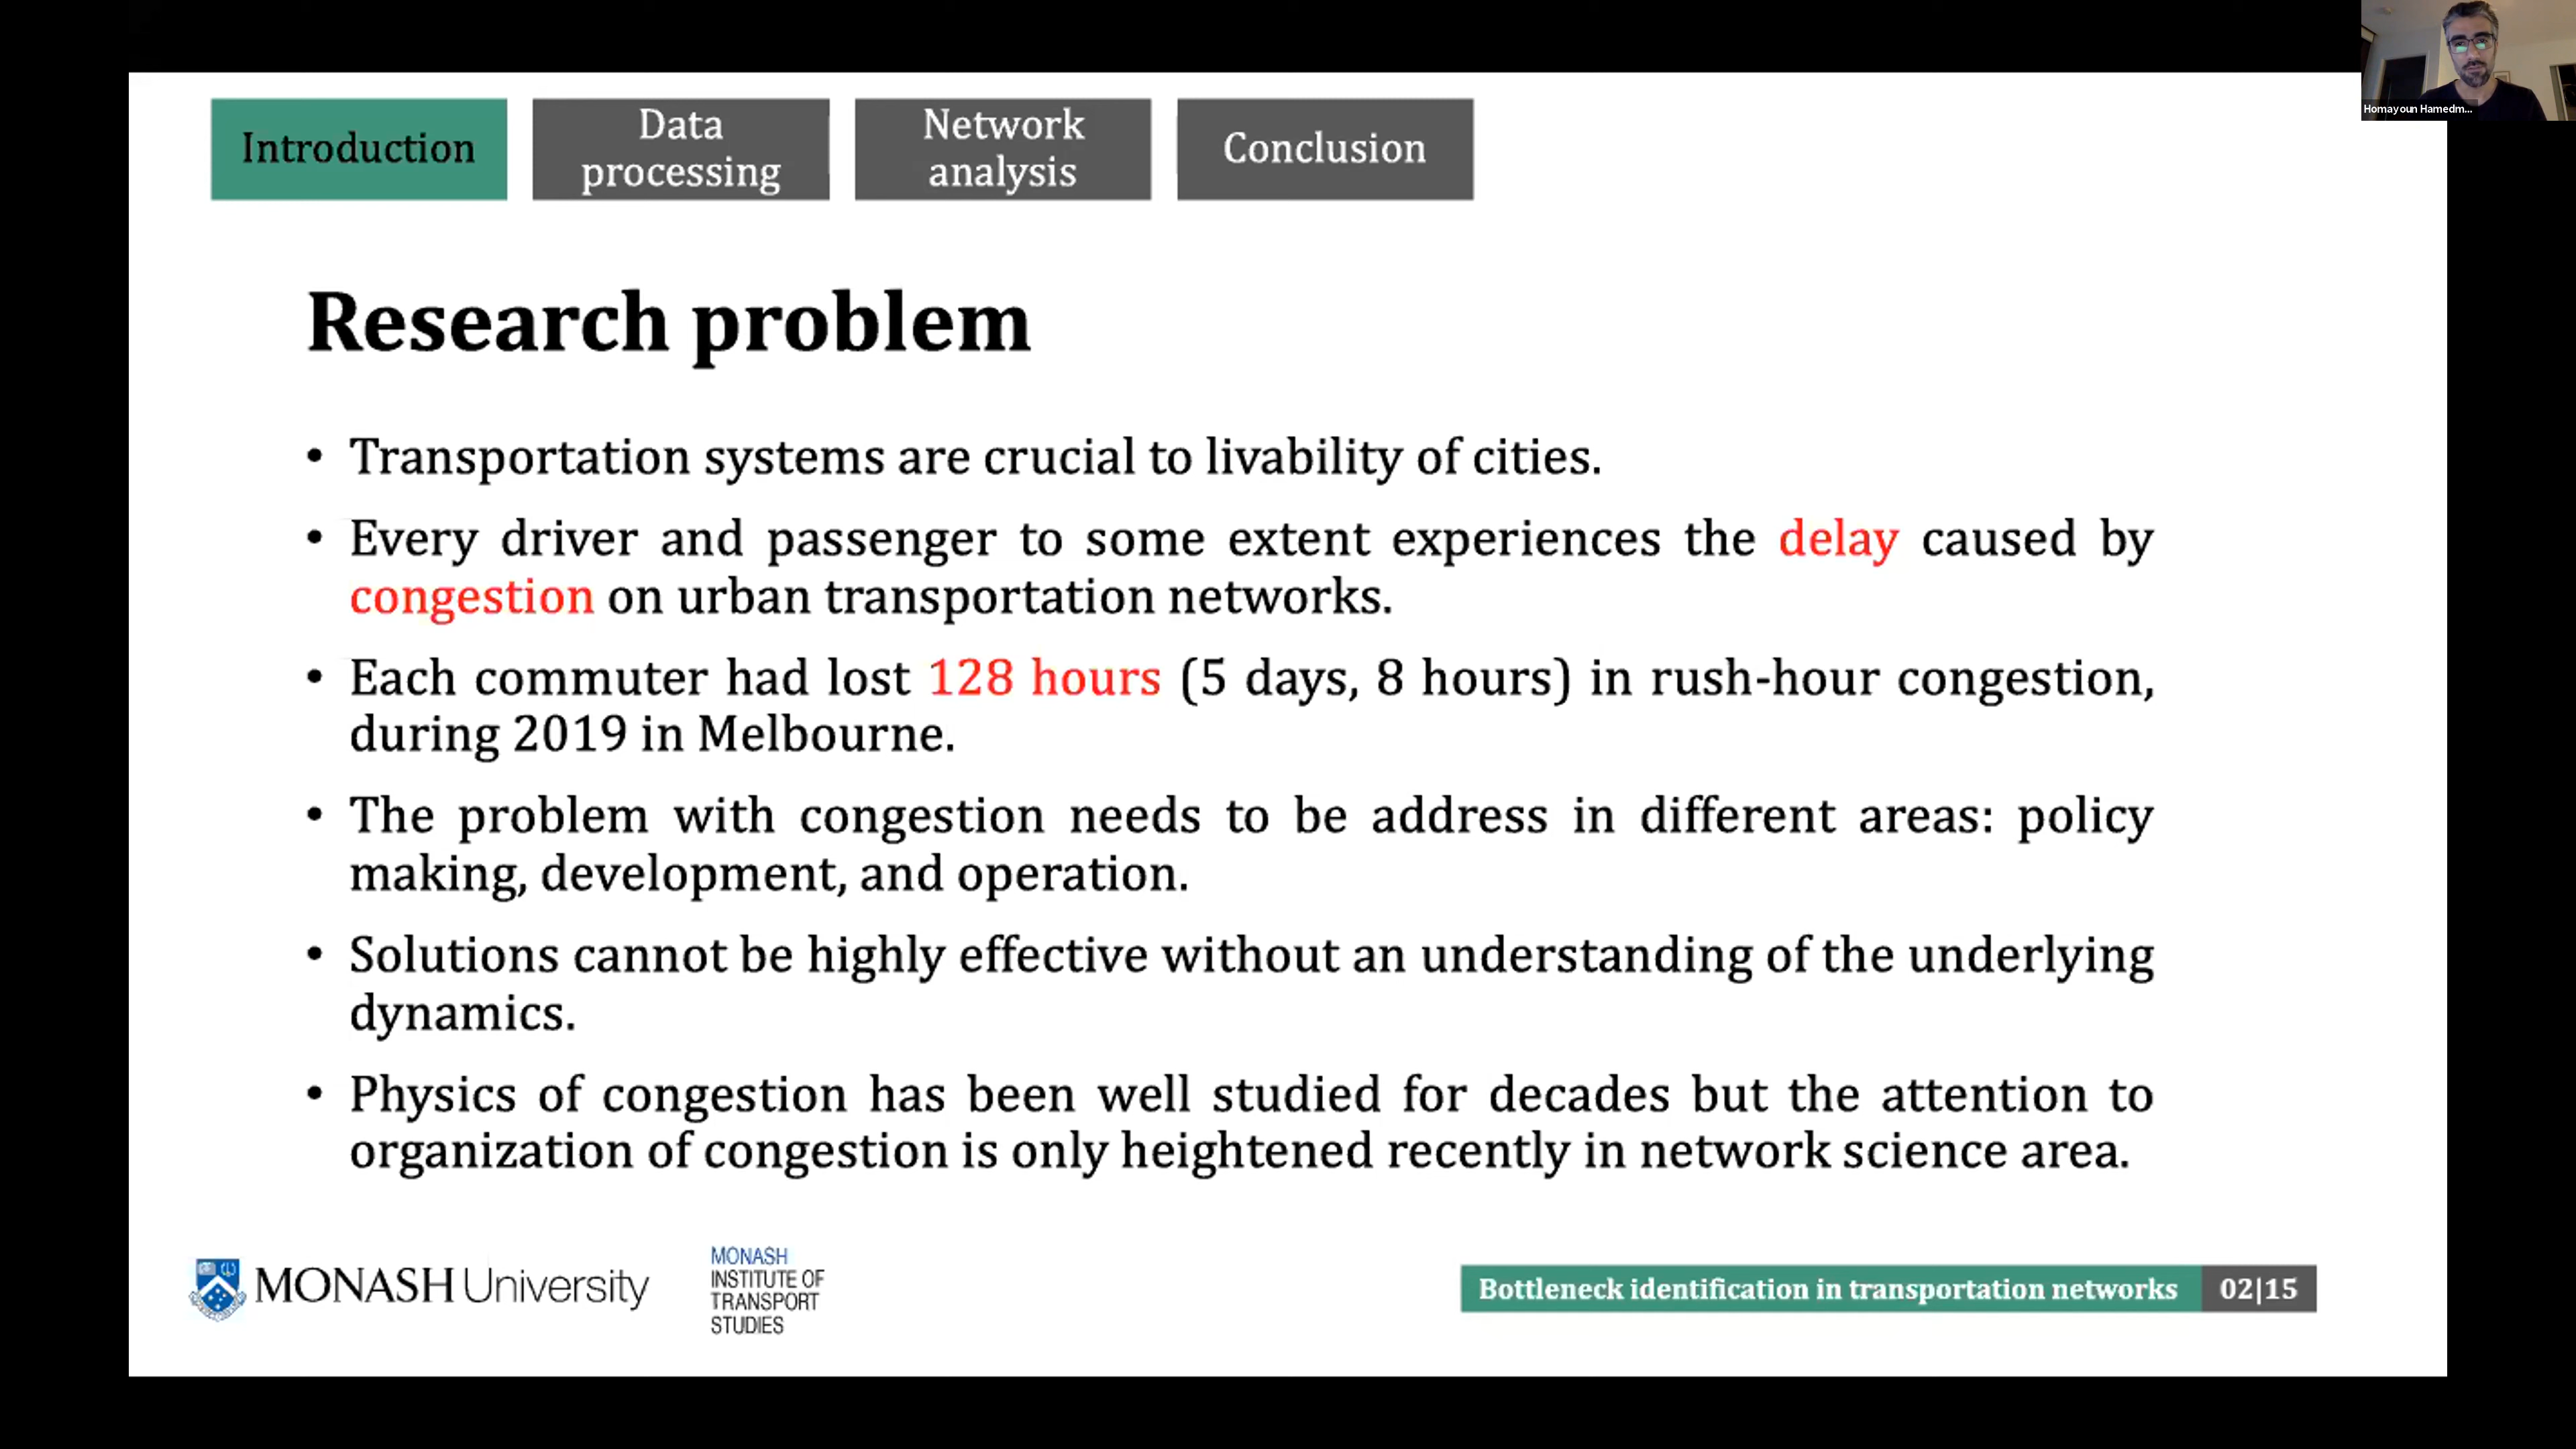 Homayoun Hamedm...
Introduction
Data
processing
Network
analysis
Conclusion
Research problem
• Transportation systems are crucial to livability of cities.
• Every driver and passenger to some extent experiences the delay caused by
congestion on urban transportation networks.
• Each commuter had lost 128 hours (5 days, 8 hours) in rush-hour congestion,
during 2019 in Melbourne.
• The problem with congestion needs to be address in different areas: policy
making, development, and operation.
• Solutions cannot be highly effective without an understanding of the underlying
dynamics.
• Physics of congestion has been well studied for decades but the attention to
organization of congestion is only heightened recently in network science area.
MONASH University
MONASH
INSTITUTE OF
TRANSPORT
STUDIES
Bottleneck identification in transportation networks
02|15